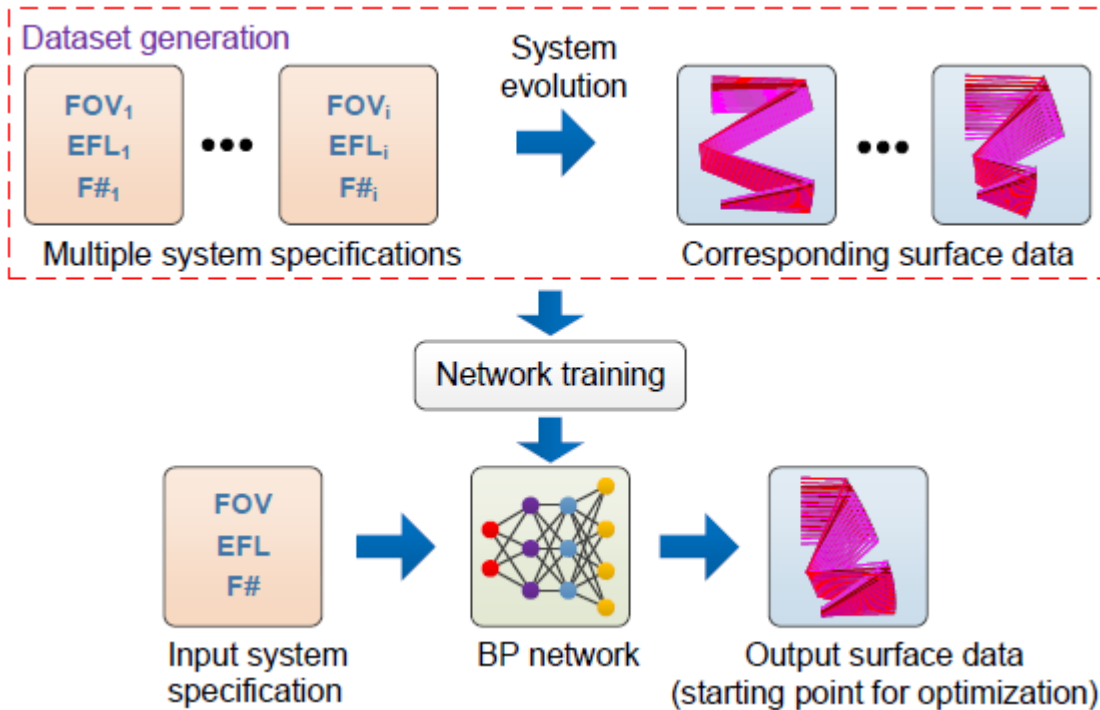 Dataset generation
FOV₁
EFL₁
F#₁
•••
FOVᵢ
EFLᵢ
F#ᵢ
System
evolution
•••
Multiple system specifications
Corresponding surface data
Network training
FOV
EFL
F#
Input system
specification
BP network
Output surface data
(starting point for optimization)